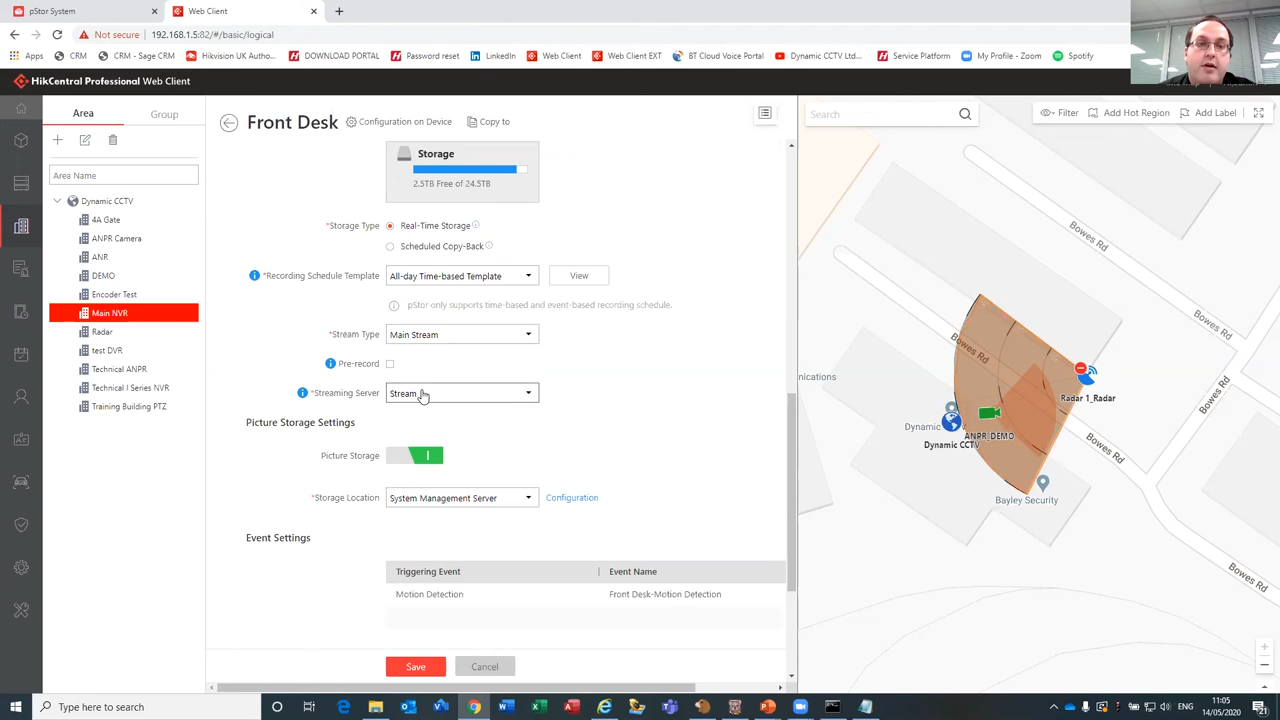 pStor System
Web Client
Not secure
192.168.1.5:82/#/basic/logical
Apps
CRM
CRM - Sage CRM
Hikvision UK Autho...
DOWNLOAD PORTAL
Password reset
LinkedIn
Web Client
Web Client EXT
BT Cloud Voice Portal
Dynamic CCTV Ltd...
Service Platform
My Profile - Zoom
Spotify
HikCentral Professional Web Client
Area
Group
Area Name
Dynamic CCTV
4A Gate
ANPR Camera
ANR
DEMO
Encoder Test
Main NVR
Radar
test DVR
Technical ANPR
Technical I Series NVR
Training Building PTZ
Front Desk
Configuration on Device
Copy to
Storage
2.5TB Free of 24.5TB
*Storage Type
Real-Time Storage
Scheduled Copy-Back
*Recording Schedule Template
All-day Time-based Template
View
pStor only supports time-based and event-based recording schedule.
*Stream Type
Main Stream
Pre-record
*Streaming Server
Stream
Picture Storage Settings
Picture Storage
*Storage Location
System Management Server
Configuration
Event Settings
Triggering Event
Event Name
Motion Detection
Front Desk-Motion Detection
Save
Cancel
Search
Filter
Add Hot Region
Add Label
Bowes Rd
Bowes Rd
Bowes Rd
Bowes Rd
Bowes Rd
Bowes Rd
Bowes Rd
unications
Radar 1_Radar
Dynamic
ANPR-DEMO
Dynamic CCTV
Bayley Security
Type here to search
ENG
11:05
14/05/2020